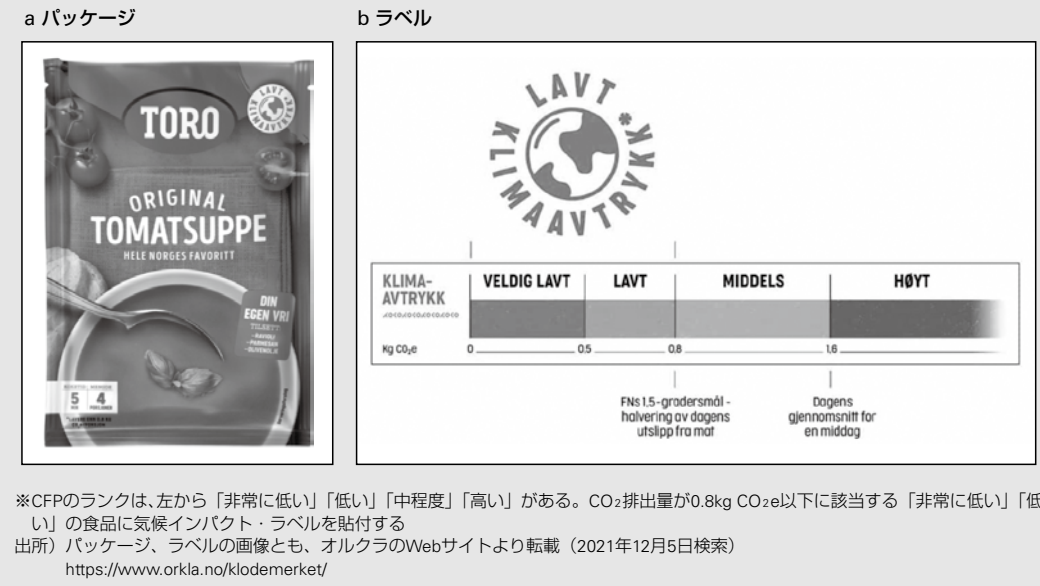 a パッケージ
b ラベル
TORO
LAVT KLIMAAVTRYKK*
ORIGINAL
TOMATSUPPE
HELE NORGES FAVORITT
DIN
EGEN VRI
TILSETT:
-RAVIOLI
-PARMESAN
-OLIVENOLJE
5
4
LAVT KLIMAAVTRYKK*
KLIMA-
AVTRYKK
VELDIG LAVT LAVT MIDDELS HØYT
Kg CO₂e 0 0,5 0,8 1,6
FNs 1,5-gradersmål -
halvering av dagens
utslipp fra mat
Dagens
gjennomsnitt for
en middag
※CFPのランクは、左から「非常に低い」「低い」「中程度」「高い」がある。CO₂排出量が0.8kg CO₂e以下に該当する「非常に低い」「低
い」の食品に気候インパクト・ラベルを貼付する
出所）パッケージ、ラベルの画像とも、オルクラのWebサイトより転載（2021年12月5日検索）
https://www.orkla.no/klodemerket/